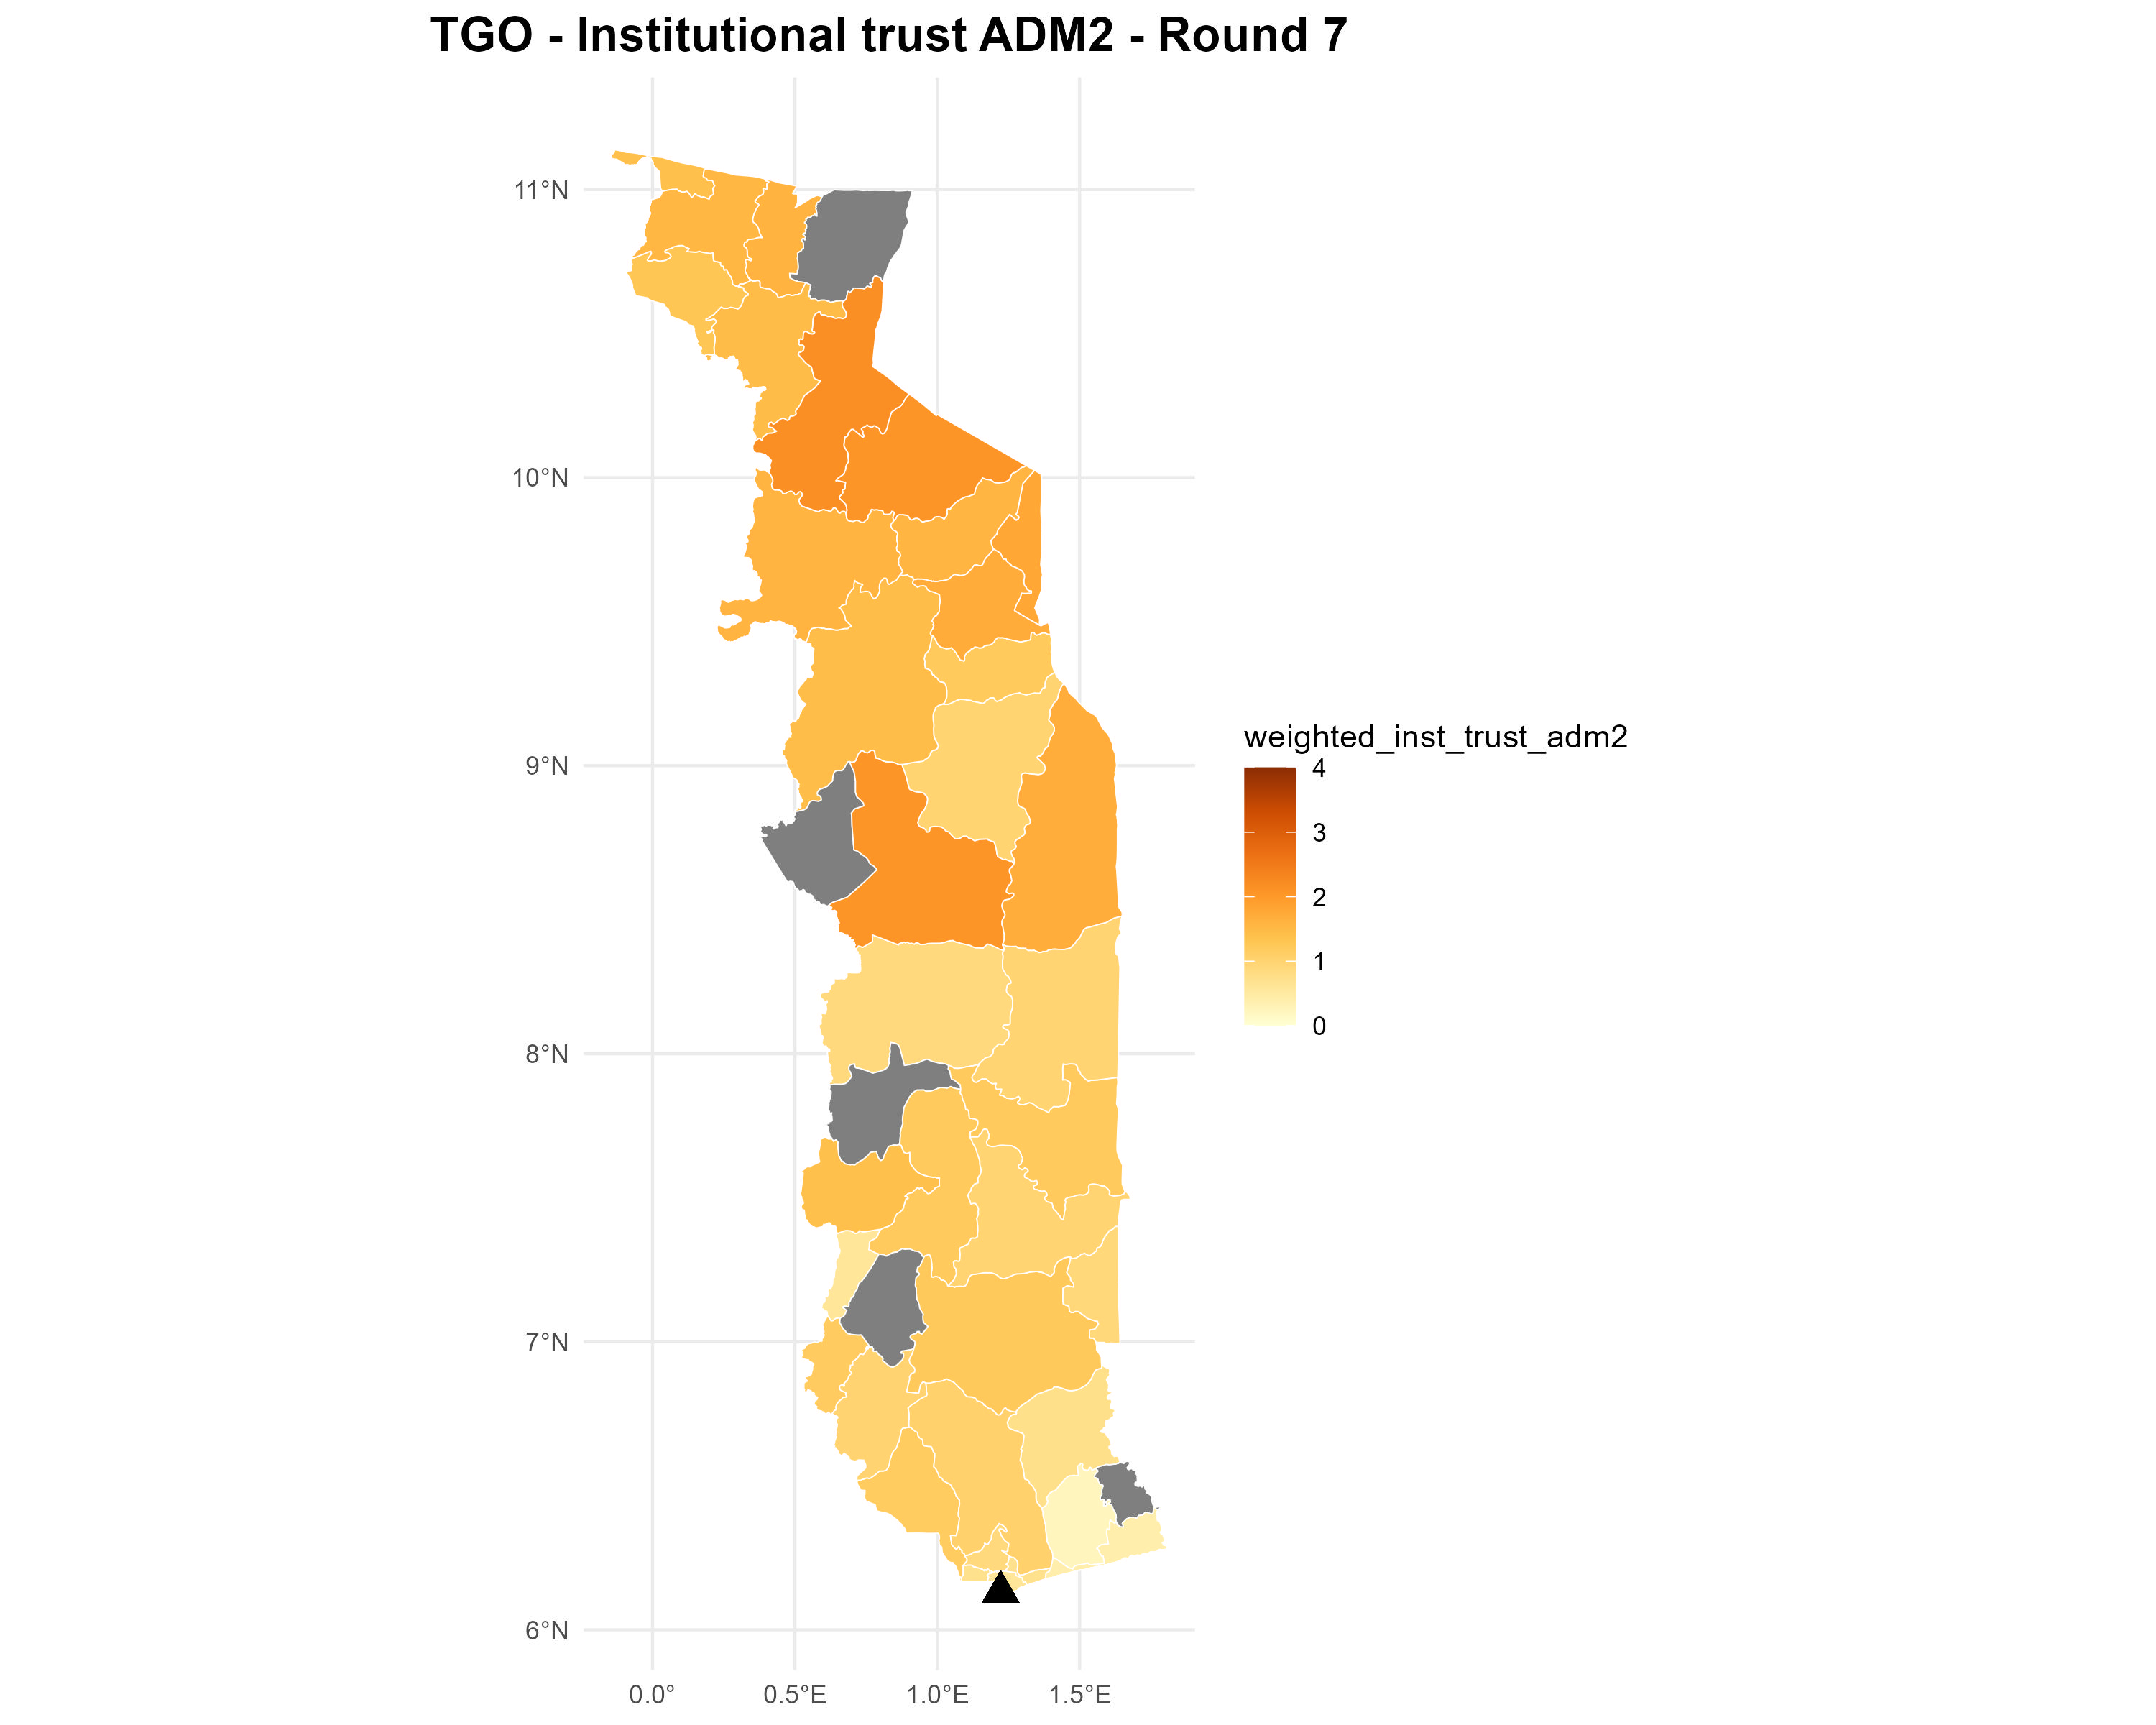 TGO - Institutional trust ADM2 - Round 7
11°N
10°N
9°N
8°N
7°N
6°N
0.0°
0.5°E
1.0°E
1.5°E
weighted_inst_trust_adm2
4
3
2
1
0